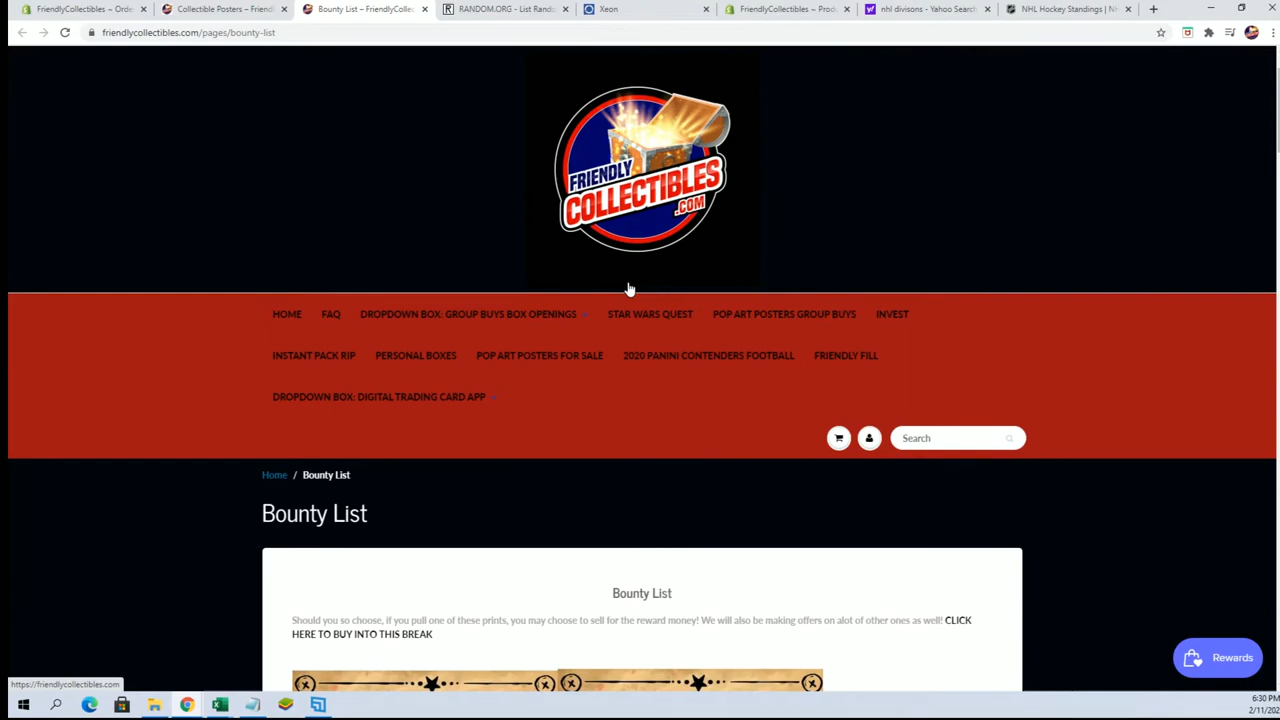 FriendlyCollectibles ~ Orde
Collectible Posters – Friendl
Bounty List – FriendlyCollec
RANDOM.ORG - List Rando
Xeon
FriendlyCollectibles ~ Prod
nhl divisons - Yahoo Search
NHL Hockey Standings | NH
friendlycollectibles.com/pages/bounty-list
FRIENDLY
COLLECTIBLES
.COM
HOME FAQ DROPDOWN BOX: GROUP BUYS BOX OPENINGS STAR WARS QUEST POP ART POSTERS GROUP BUYS INVEST
INSTANT PACK RIP PERSONAL BOXES POP ART POSTERS FOR SALE 2020 PANINI CONTENDERS FOOTBALL FRIENDLY FILL
DROPDOWN BOX: DIGITAL TRADING CARD APP
Search
Home / Bounty List
Bounty List
Bounty List
Should you so choose, if you pull one of these prints, you may choose to sell for the reward money! We will also be making offers on alot of other ones as well! CLICK
HERE TO BUY INTO THIS BREAK
Rewards
https://friendlycollectibles.com
6:30 PM
2/11/202